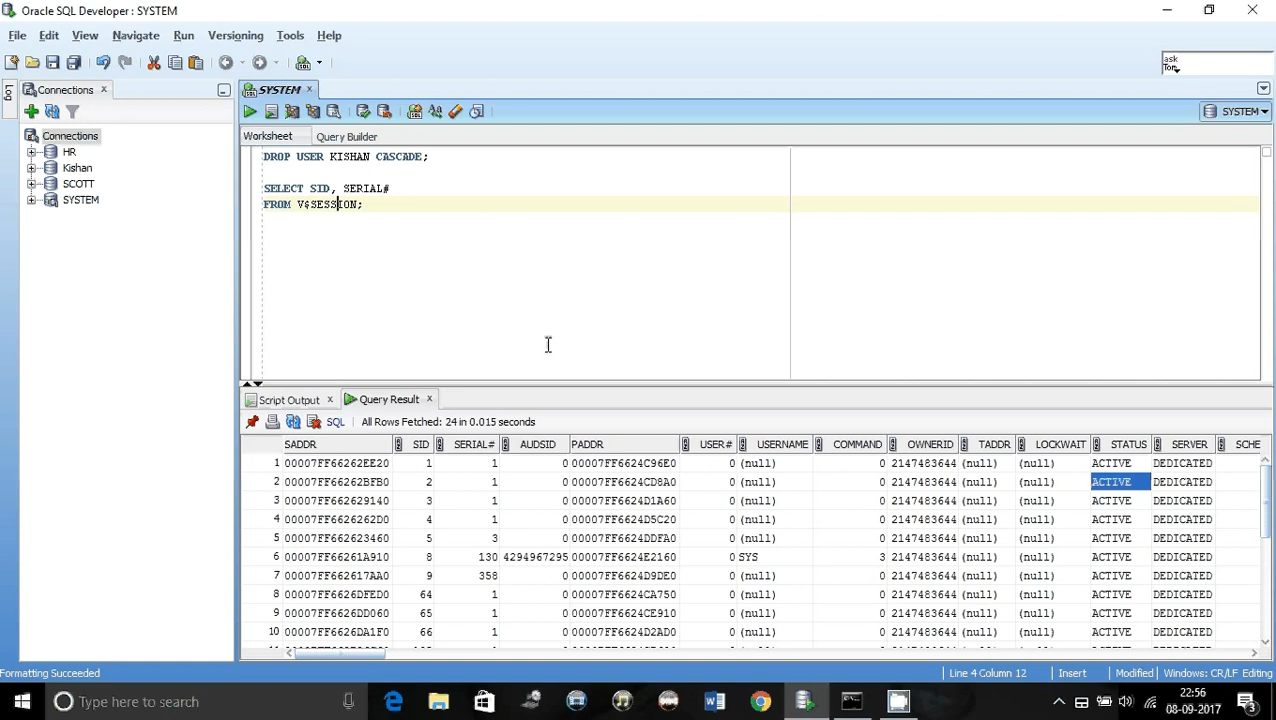 Oracle SQL Developer : SYSTEM
File Edit View Navigate Run Versioning Tools Help
ask
Tom
Log
Connections
SYSTEM
SYSTEM
Worksheet Query Builder
Connections
HR
Kishan
SCOTT
SYSTEM
DROP USER KISHAN CASCADE;
SELECT SID, SERIAL#
FROM V$SESSION;
Script Output Query Result
SQL All Rows Fetched: 24 in 0.015 seconds
SADDR SID SERIAL# AUDSID PADDR USER# USERNAME COMMAND OWNERID TADDR LOCKWAIT STATUS SERVER SCHE
1 00007FF66262EE20 1 1 0 00007FF6624C96E0 0 (null) 0 2147483644 (null) (null) ACTIVE DEDICATED
2 00007FF66262BFB0 2 1 0 00007FF6624CD8A0 0 (null) 0 2147483644 (null) (null) ACTIVE DEDICATED
3 00007FF662629140 3 1 0 00007FF6624D1A60 0 (null) 0 2147483644 (null) (null) ACTIVE DEDICATED
4 00007FF6626262D0 4 1 0 00007FF6624D5C20 0 (null) 0 2147483644 (null) (null) ACTIVE DEDICATED
5 00007FF662623460 5 3 0 00007FF6624DDFA0 0 (null) 0 2147483644 (null) (null) ACTIVE DEDICATED
6 00007FF66261A910 8 130 4294967295 00007FF6624E2160 0 SYS 3 2147483644 (null) (null) ACTIVE DEDICATED
7 00007FF662617AA0 9 358 0 00007FF6624D9DE0 0 (null) 0 2147483644 (null) (null) ACTIVE DEDICATED
8 00007FF6626DFED0 64 1 0 00007FF6624CA750 0 (null) 0 2147483644 (null) (null) ACTIVE DEDICATED
9 00007FF6626DD060 65 1 0 00007FF6624CE910 0 (null) 0 2147483644 (null) (null) ACTIVE DEDICATED
10 00007FF6626DA1F0 66 1 0 00007FF6624D2AD0 0 (null) 0 2147483644 (null) (null) ACTIVE DEDICATED
Formatting Succeeded
Line 4 Column 12 Insert Modified Windows: CR/LF Editing
Type here to search
22:56
08-09-2017